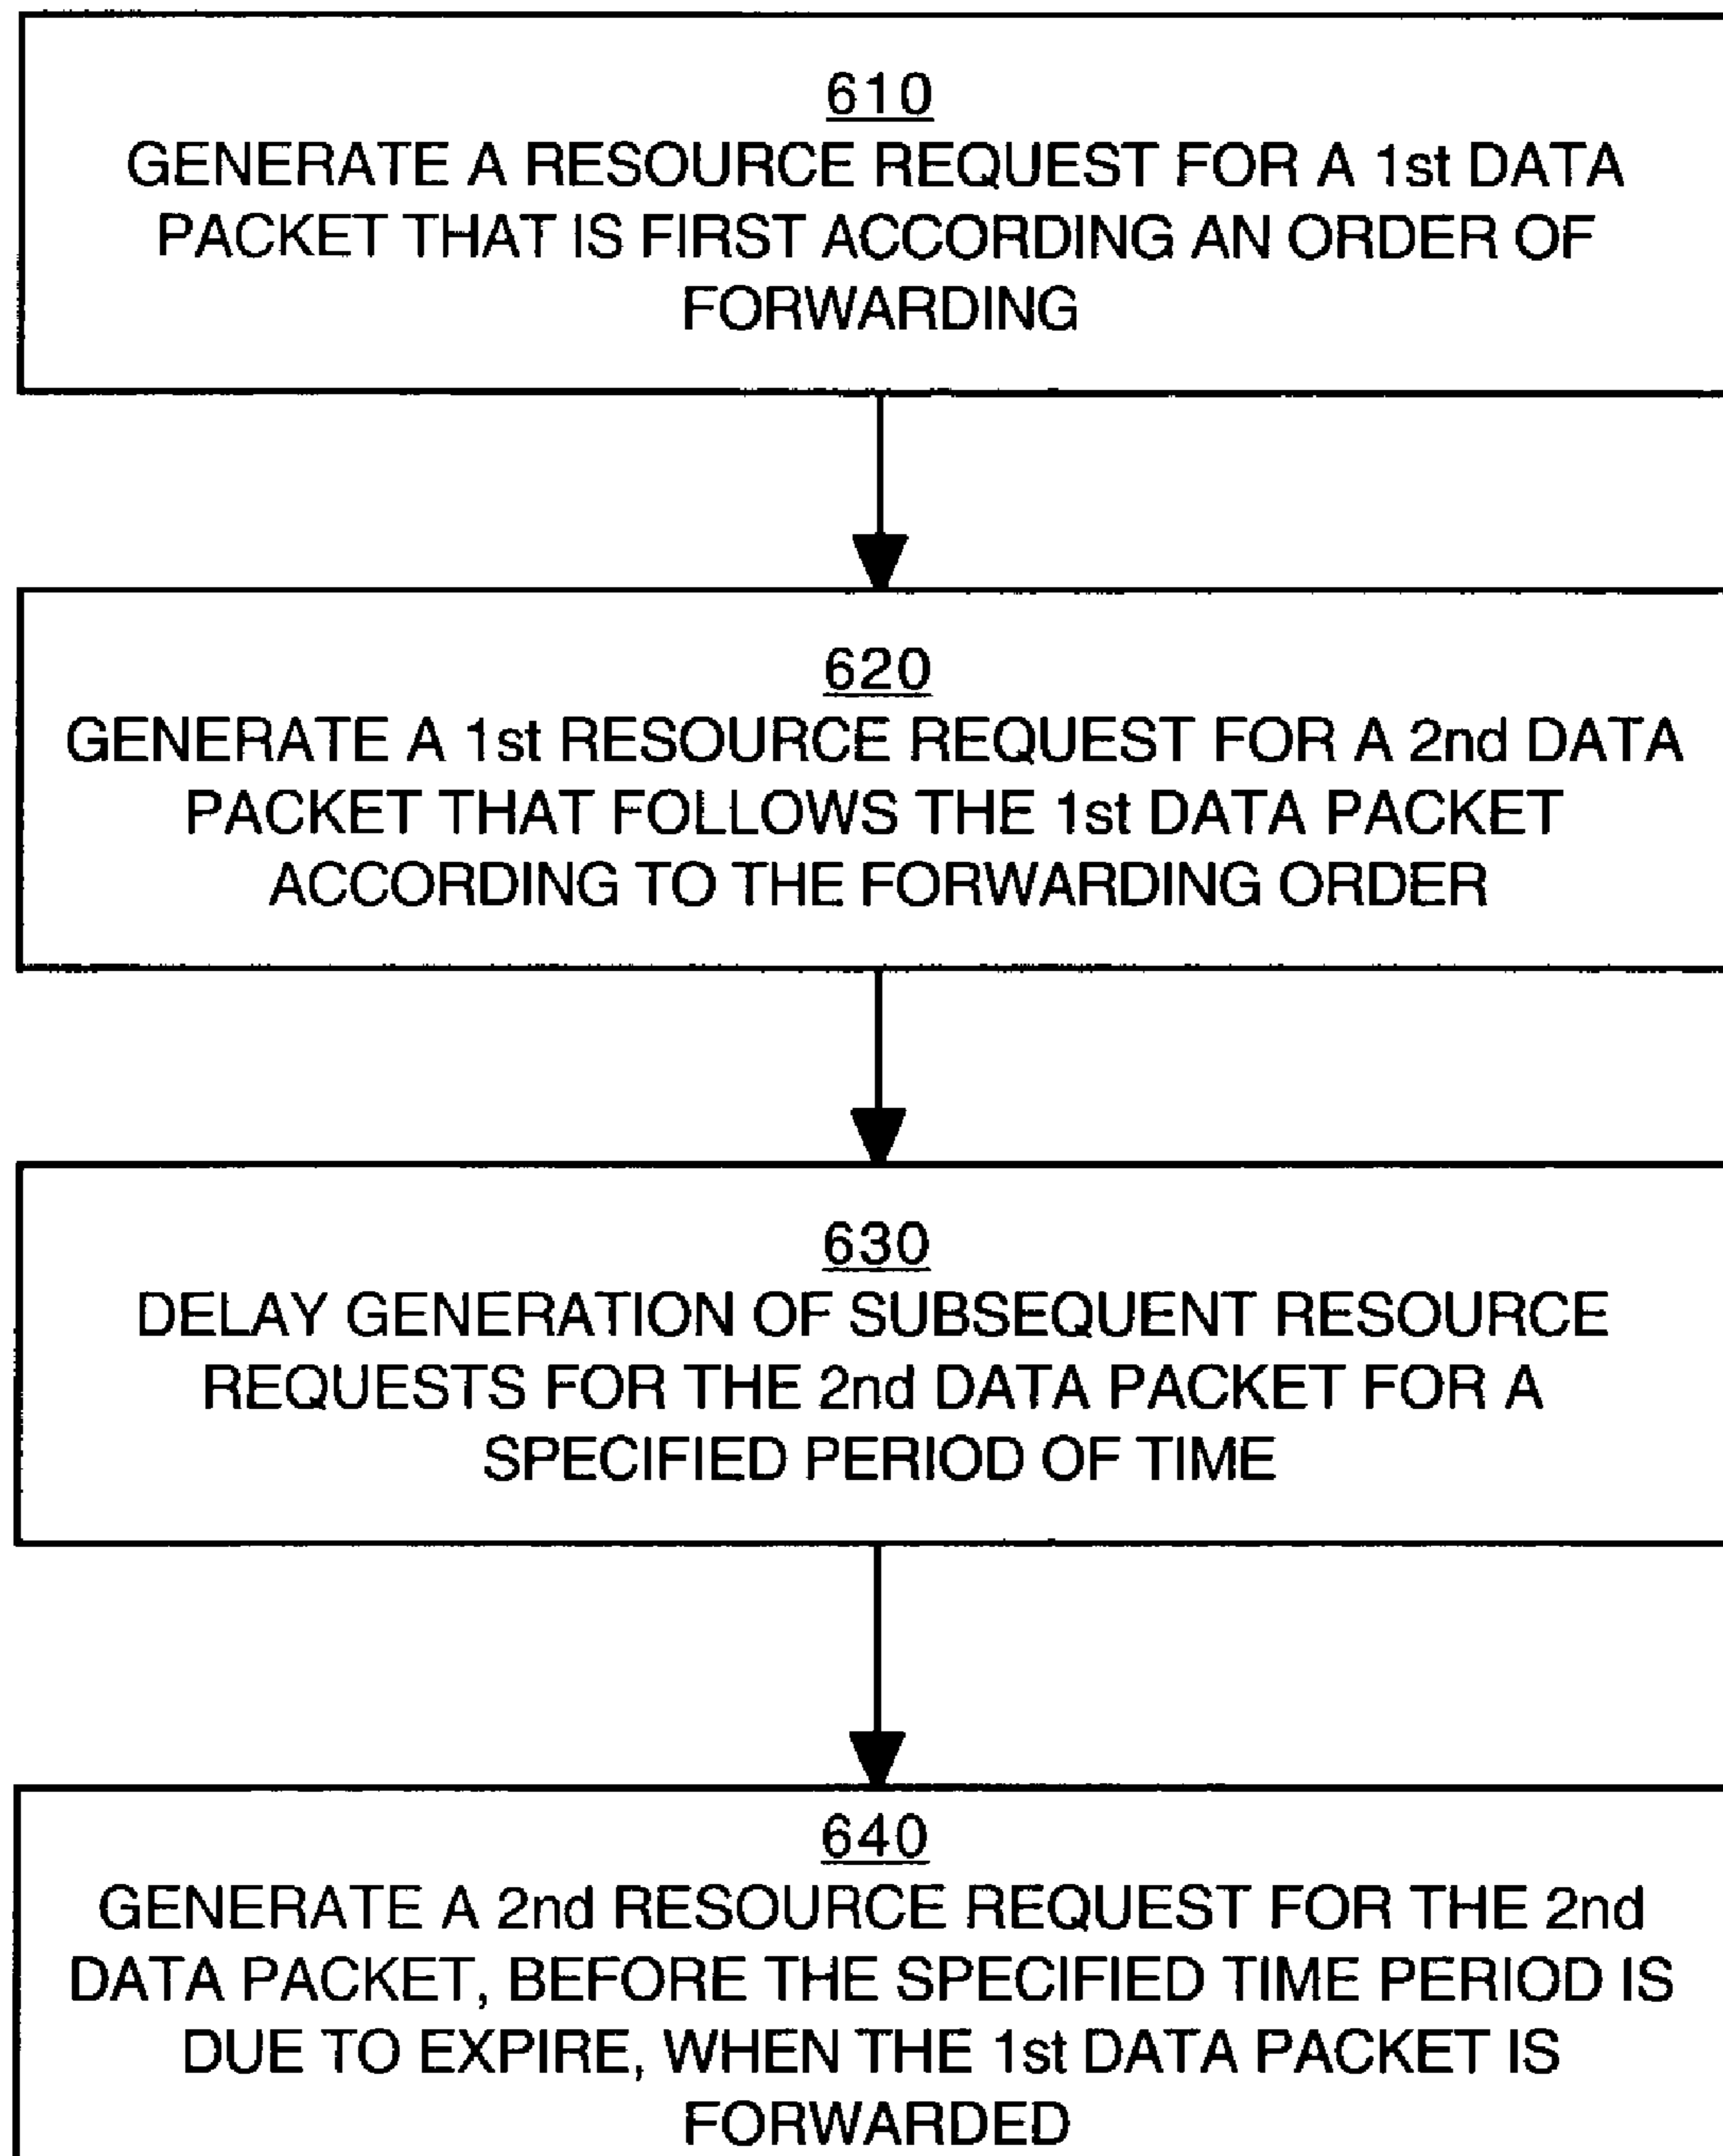 610
GENERATE A RESOURCE REQUEST FOR A 1st DATA
PACKET THAT IS FIRST ACCORDING AN ORDER OF
FORWARDING
620
GENERATE A 1st RESOURCE REQUEST FOR A 2nd DATA
PACKET THAT FOLLOWS THE 1st DATA PACKET
ACCORDING TO THE FORWARDING ORDER
630
DELAY GENERATION OF SUBSEQUENT RESOURCE
REQUESTS FOR THE 2nd DATA PACKET FOR A
SPECIFIED PERIOD OF TIME
640
GENERATE A 2nd RESOURCE REQUEST FOR THE 2nd
DATA PACKET, BEFORE THE SPECIFIED TIME PERIOD IS
DUE TO EXPIRE, WHEN THE 1st DATA PACKET IS
FORWARDED